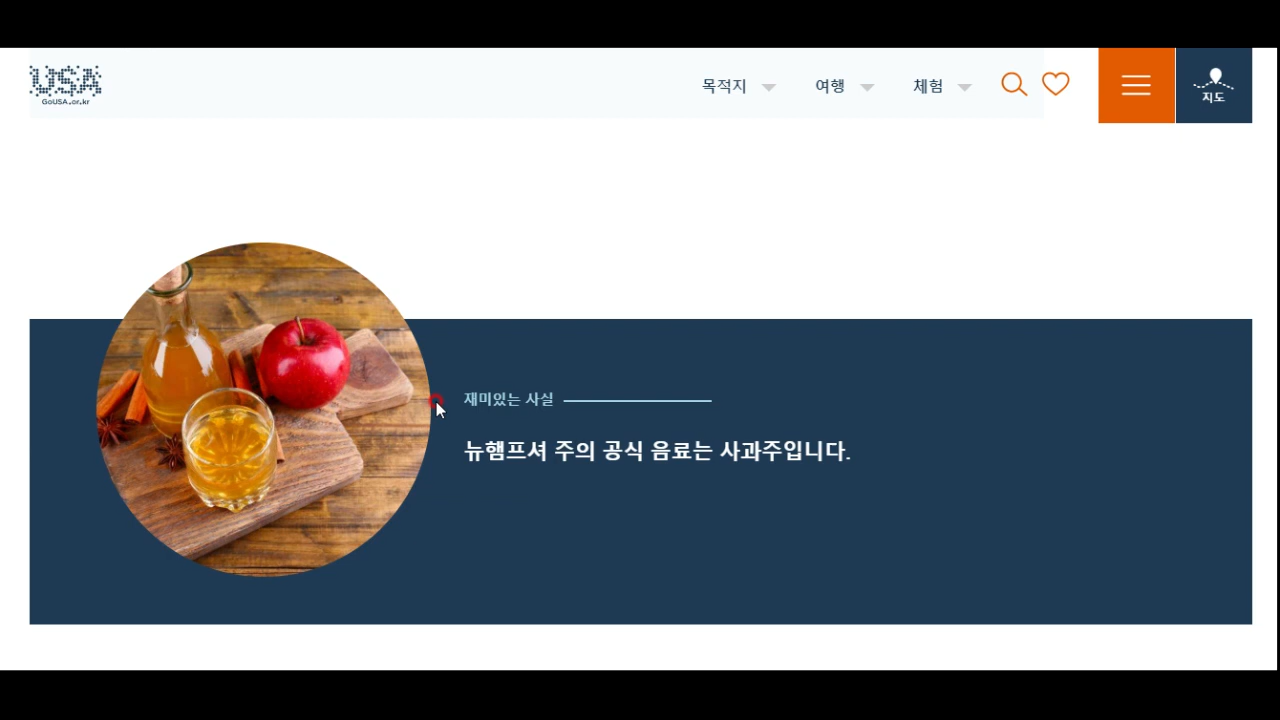 USA
GoUSA.or.kr
목적지
여행
체험
지도
재미있는 사실
뉴햄프셔 주의 공식 음료는 사과주입니다.